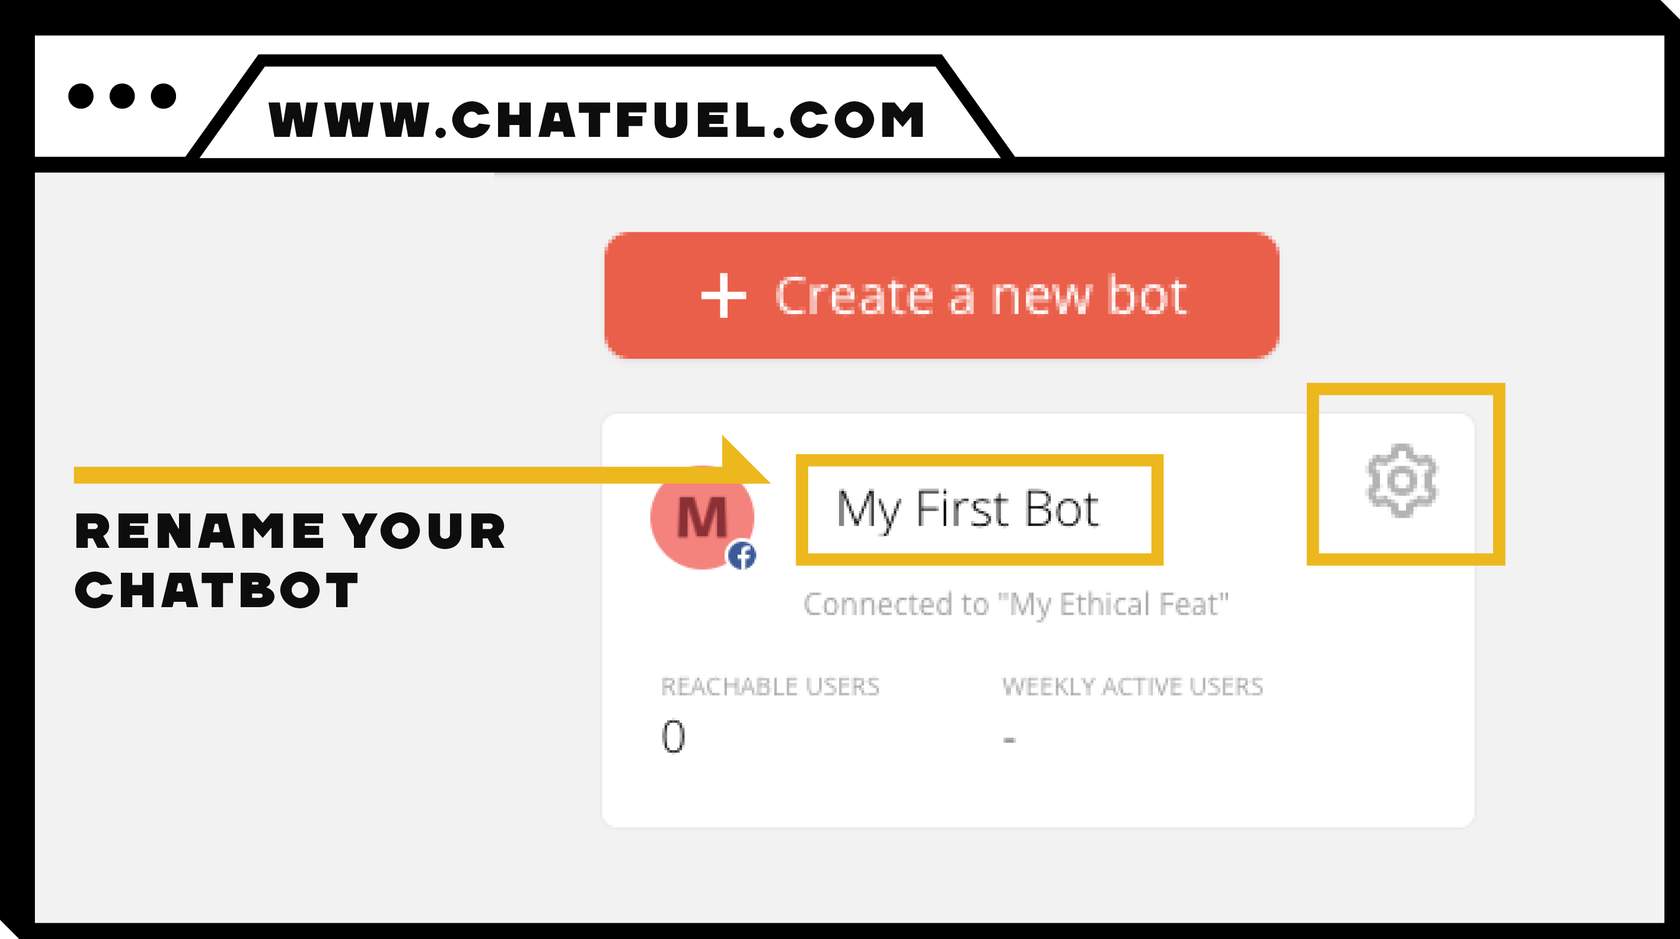 WWW.CHATFUEL.COM
+ Create a new bot
RENAME YOUR
CHATBOT
M
My First Bot
Connected to "My Ethical Feat"
REACHABLE USERS WEEKLY ACTIVE USERS
0 -